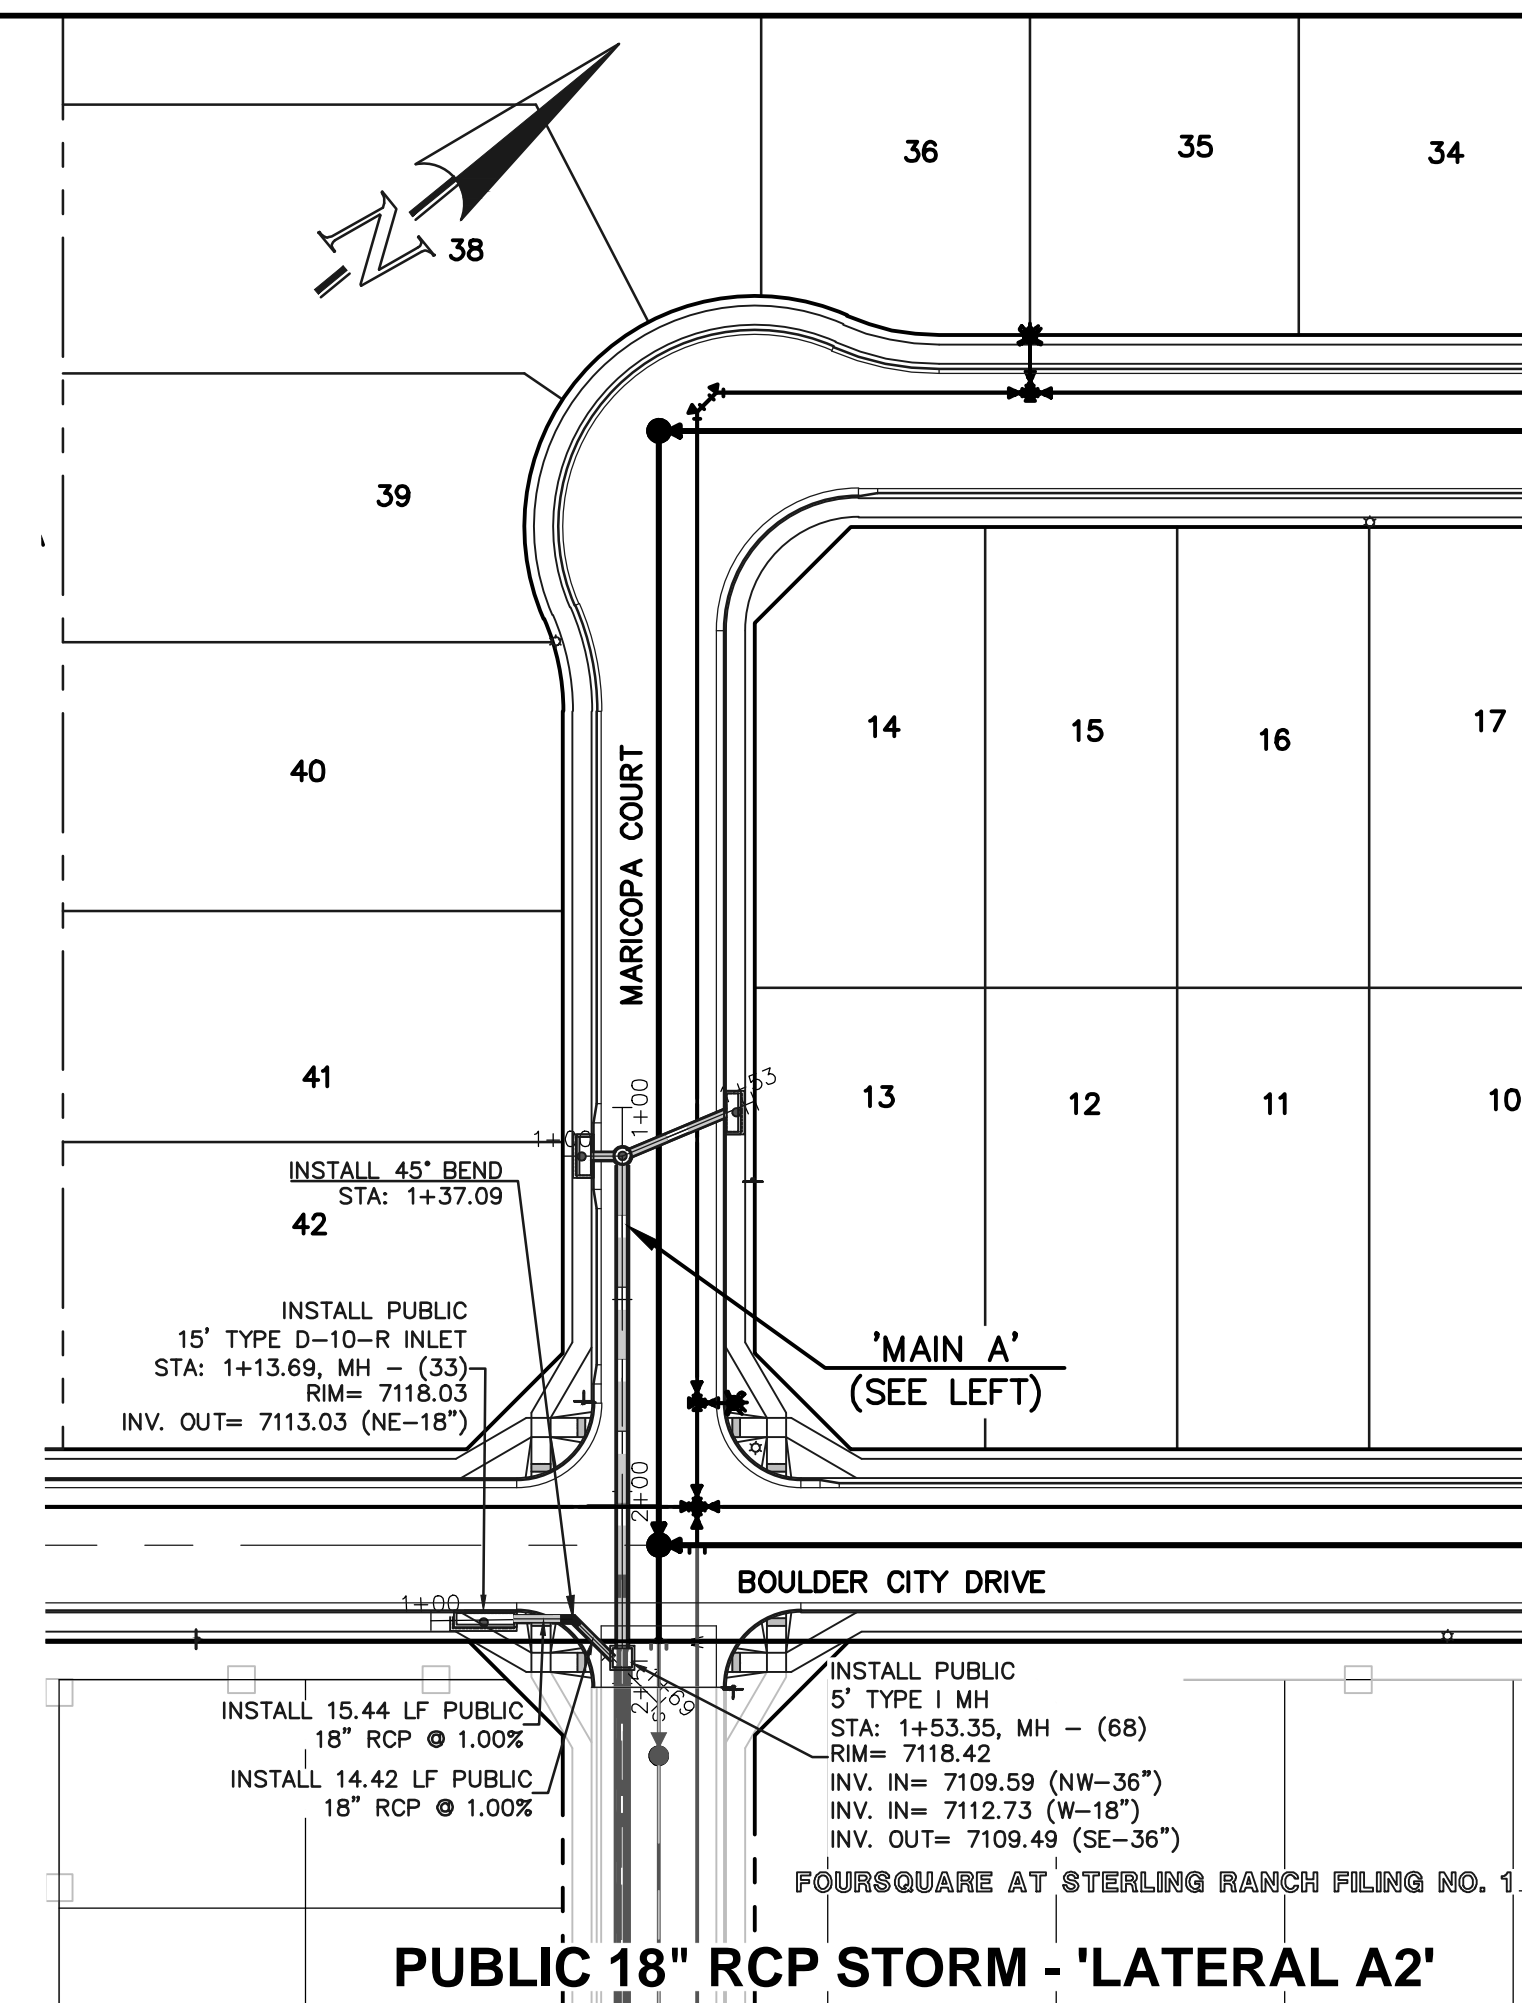 36
35
34
N
38
39
14
15
16
17
40
MARICOPA COURT
41
13
12
11
10
1+00
1+53
INSTALL 45° BEND
STA: 1+37.09
42
INSTALL PUBLIC
15' TYPE D-10-R INLET
STA: 1+13.69, MH - (33)
RIM= 7118.03
INV. OUT= 7113.03 (NE-18")
'MAIN A'
(SEE LEFT)
2+00
BOULDER CITY DRIVE
1+00
INSTALL 15.44 LF PUBLIC
18" RCP @ 1.00%
INSTALL 14.42 LF PUBLIC
18" RCP @ 1.00%
INSTALL PUBLIC
5' TYPE I MH
STA: 1+53.35, MH - (68)
RIM= 7118.42
INV. IN= 7109.59 (NW-36")
INV. IN= 7112.73 (W-18")
INV. OUT= 7109.49 (SE-36")
FOURSQUARE AT STERLING RANCH FILING NO. 1
PUBLIC 18" RCP STORM - 'LATERAL A2'